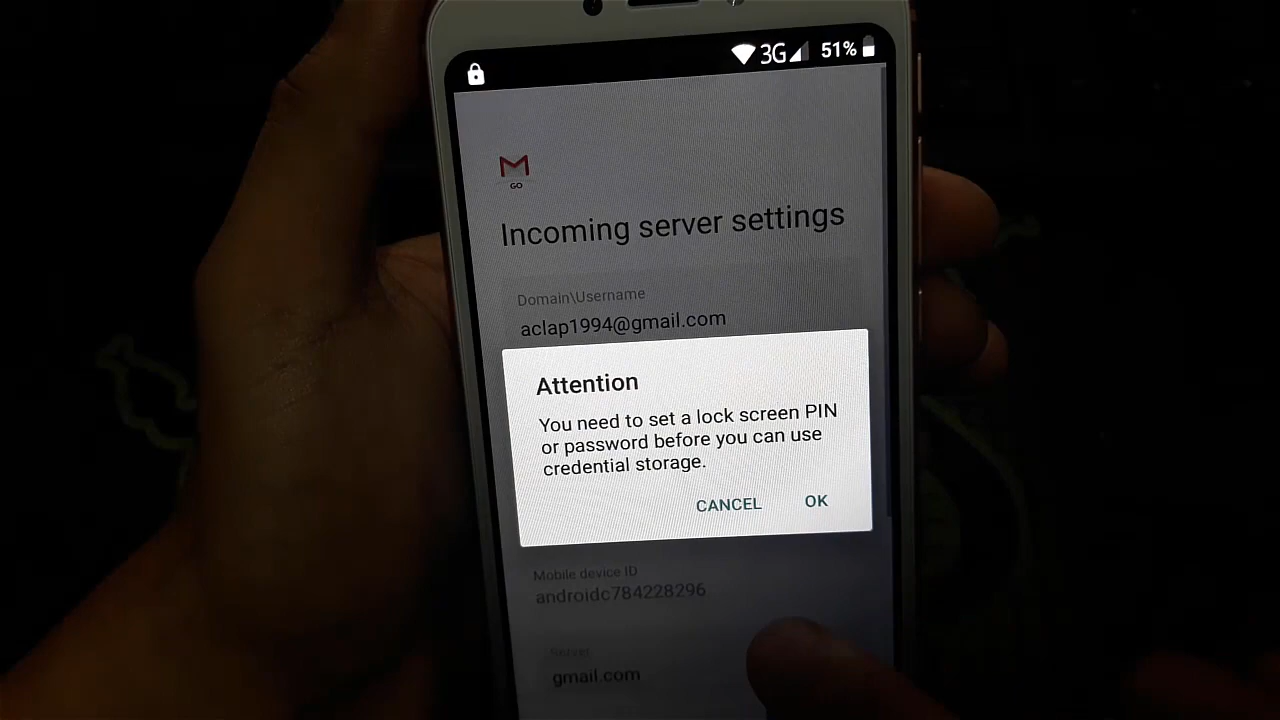 3G 51%
GO
Incoming server settings
Domain\Username
aclap1994@gmail.com
Attention
You need to set a lock screen PIN
or password before you can use
credential storage.
CANCEL OK
Mobile device ID
androidc784228296
Server
gmail.com